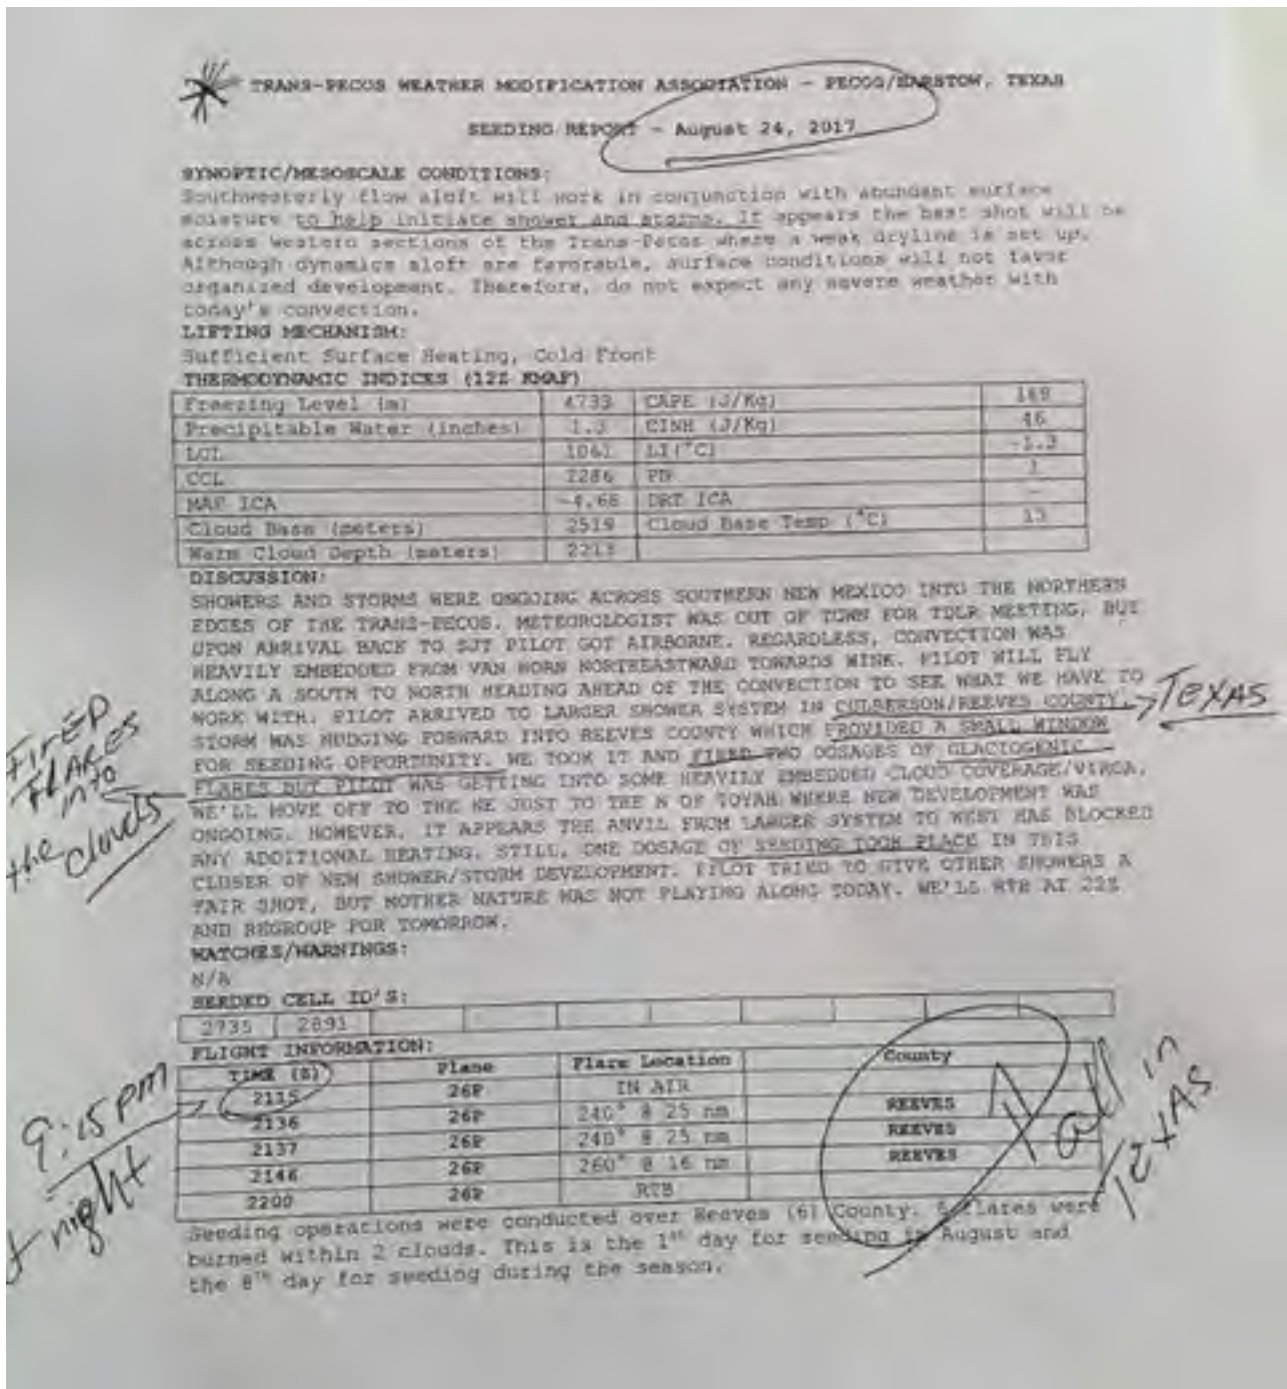 TRANS-PECOS WEATHER MODIFICATION ASSOCIATION - PECOS/BARSTOW, TEXAS
SEEDING REPORT - August 24, 2017
SYNOPTIC/MESOSCALE CONDITIONS:
Southwesterly flow aloft will work in conjunction with abundant surface
moisture to help initiate shower and storms. It appears the best shot will be
across western sections of the Trans-Pecos where a weak dryline is set up.
Although dynamics aloft are favorable, surface conditions will not favor
organized development. Therefore, do not expect any severe weather with
today's convection.
LIFTING MECHANISM:
Sufficient Surface Heating, Cold Front
THERMODYNAMIC INDICES (12Z KMAF)
Freezing Level (m) 4733 CAPE (J/Kg) 169
Precipitable Water (inches) 1.3 CINH (J/Kg) 46
LCL 1061 LI (°C) -1.3
CCL 2286 PB 1
MAF ICA -4.68 DRT ICA -
Cloud Base (meters) 2519 Cloud Base Temp (°C) 13
Warm Cloud Depth (meters) 2213
DISCUSSION:
SHOWERS AND STORMS WERE ONGOING ACROSS SOUTHERN NEW MEXICO INTO THE NORTHERN
EDGES OF THE TRANS-PECOS. METEOROLOGIST WAS OUT OF TOWN FOR TDLR MEETING, BUT
UPON ARRIVAL BACK TO SJT PILOT GOT AIRBORNE. REGARDLESS, CONVECTION WAS
HEAVILY EMBEDDED FROM VAN HORN NORTHEASTWARD TOWARDS WINK. PILOT WILL FLY
ALONG A SOUTH TO NORTH HEADING AHEAD OF THE CONVECTION TO SEE WHAT WE HAVE TO
WORK WITH. PILOT ARRIVED TO LARGER SHOWER SYSTEM IN CULBERSON/REEVES COUNTY.
TEXAS
STORM WAS NUDGING FORWARD INTO REEVES COUNTY WHICH PROVIDED A SMALL WINDOW
FOR SEEDING OPPORTUNITY. WE TOOK IT AND FIRED TWO DOSAGES OF GLACTOGENIC
FLARES BUT PILOT WAS GETTING INTO SOME HEAVILY EMBEDDED CLOUD COVERAGE/VIRGA.
FIRED
FLARES
into
the clouds
WE'LL MOVE OFF TO THE NE JUST TO THE N OF TOYAH WHERE NEW DEVELOPMENT WAS
ONGOING. HOWEVER, IT APPEARS THE ANVIL FROM LARGER SYSTEM TO WEST HAS BLOCKED
ANY ADDITIONAL HEATING. STILL, ONE DOSAGE OF SEEDING TOOK PLACE IN THIS
CLOSER OF NEW SHOWER/STORM DEVELOPMENT. PILOT TRIED TO GIVE OTHER SHOWERS A
FAIR SHOT, BUT MOTHER NATURE WAS NOT PLAYING ALONG TODAY. WE'LL RTB AT 22Z
AND REGROUP FOR TOMORROW.
WATCHES/WARNINGS:
N/A
SEEDED CELL ID'S:
2735 2891
FLIGHT INFORMATION:
TIME (Z) Plane Flare Location County
2115 26P IN AIR
2136 26P 240° @ 25 nm REEVES
2137 26P 240° @ 25 nm REEVES
2146 26P 260° @ 16 nm REEVES
2200 26P RTB
9:15 PM
at night
all in
TEXAS
Seeding operations were conducted over Reeves (6) County. 6 flares were
burned within 2 clouds. This is the 1st day for seeding in August and
the 8th day for seeding during the season.